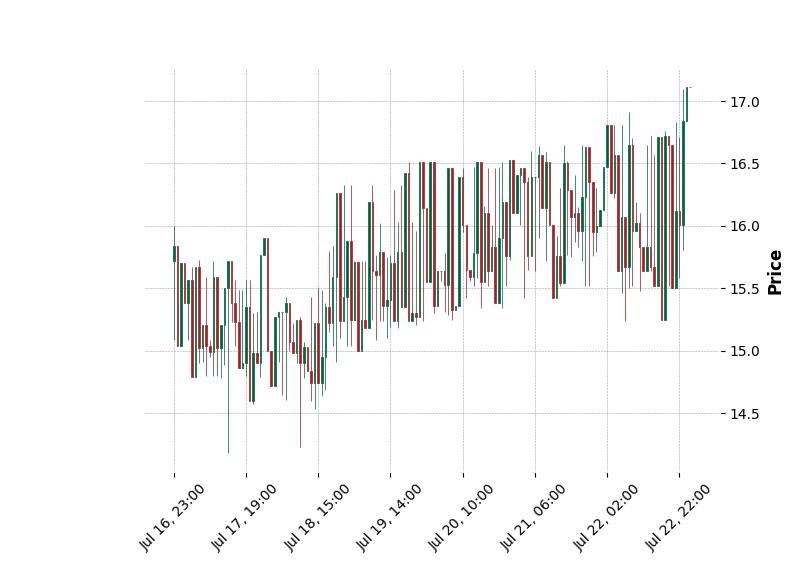 17.0
16.5
16.0
15.5
15.0
14.5
Price
Jul 16, 23:00
Jul 17, 19:00
Jul 18, 15:00
Jul 19, 14:00
Jul 20, 10:00
Jul 21, 06:00
Jul 22, 02:00
Jul 22, 22:00